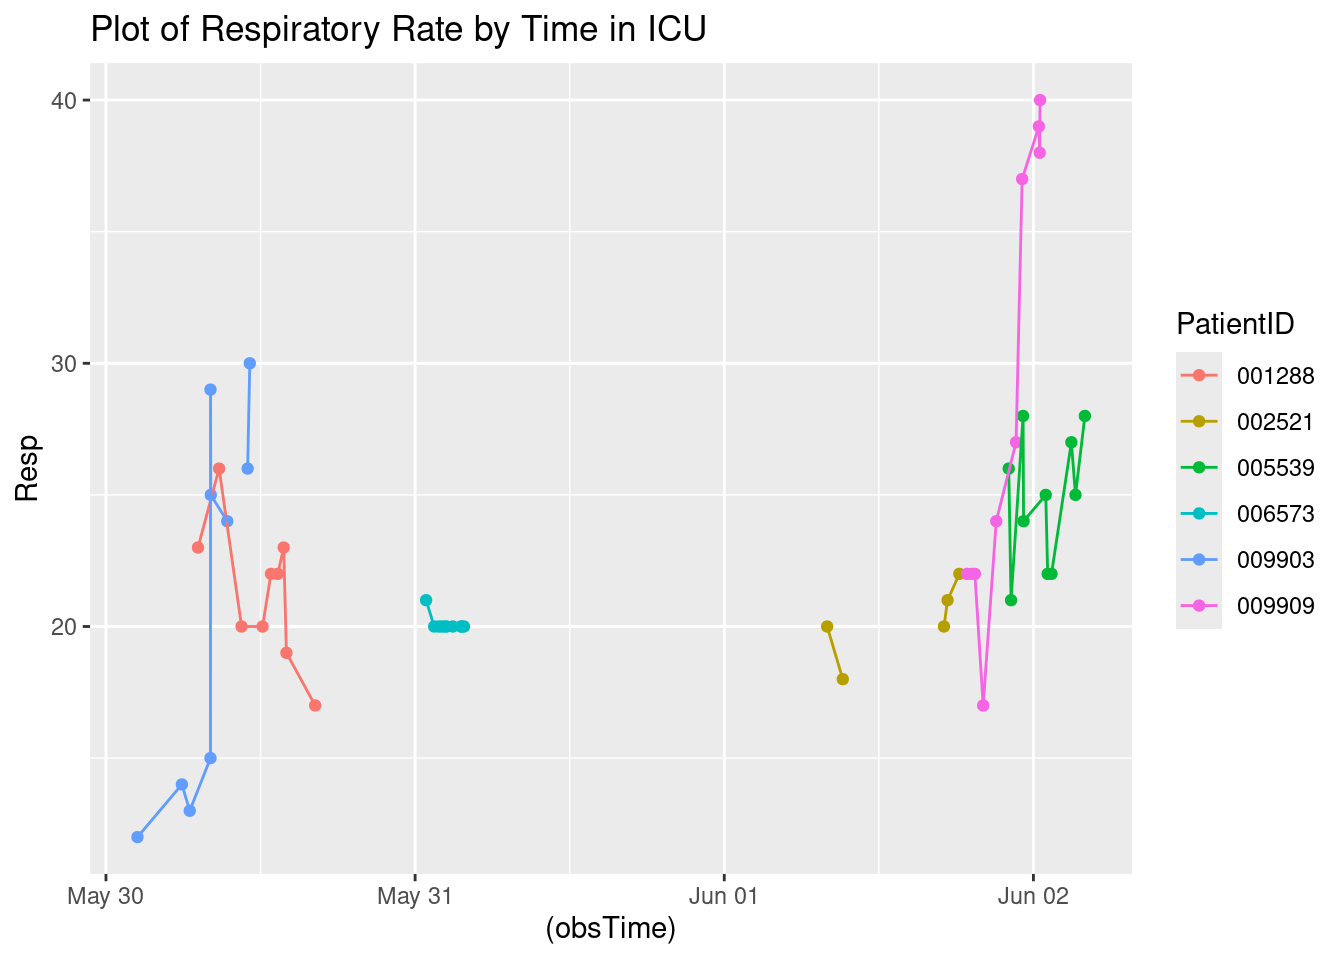 Plot of Respiratory Rate by Time in ICU
40
30
20
Resp
May 30
May 31
Jun 01
Jun 02
(obsTime)
PatientID
001288
002521
005539
006573
009903
009909